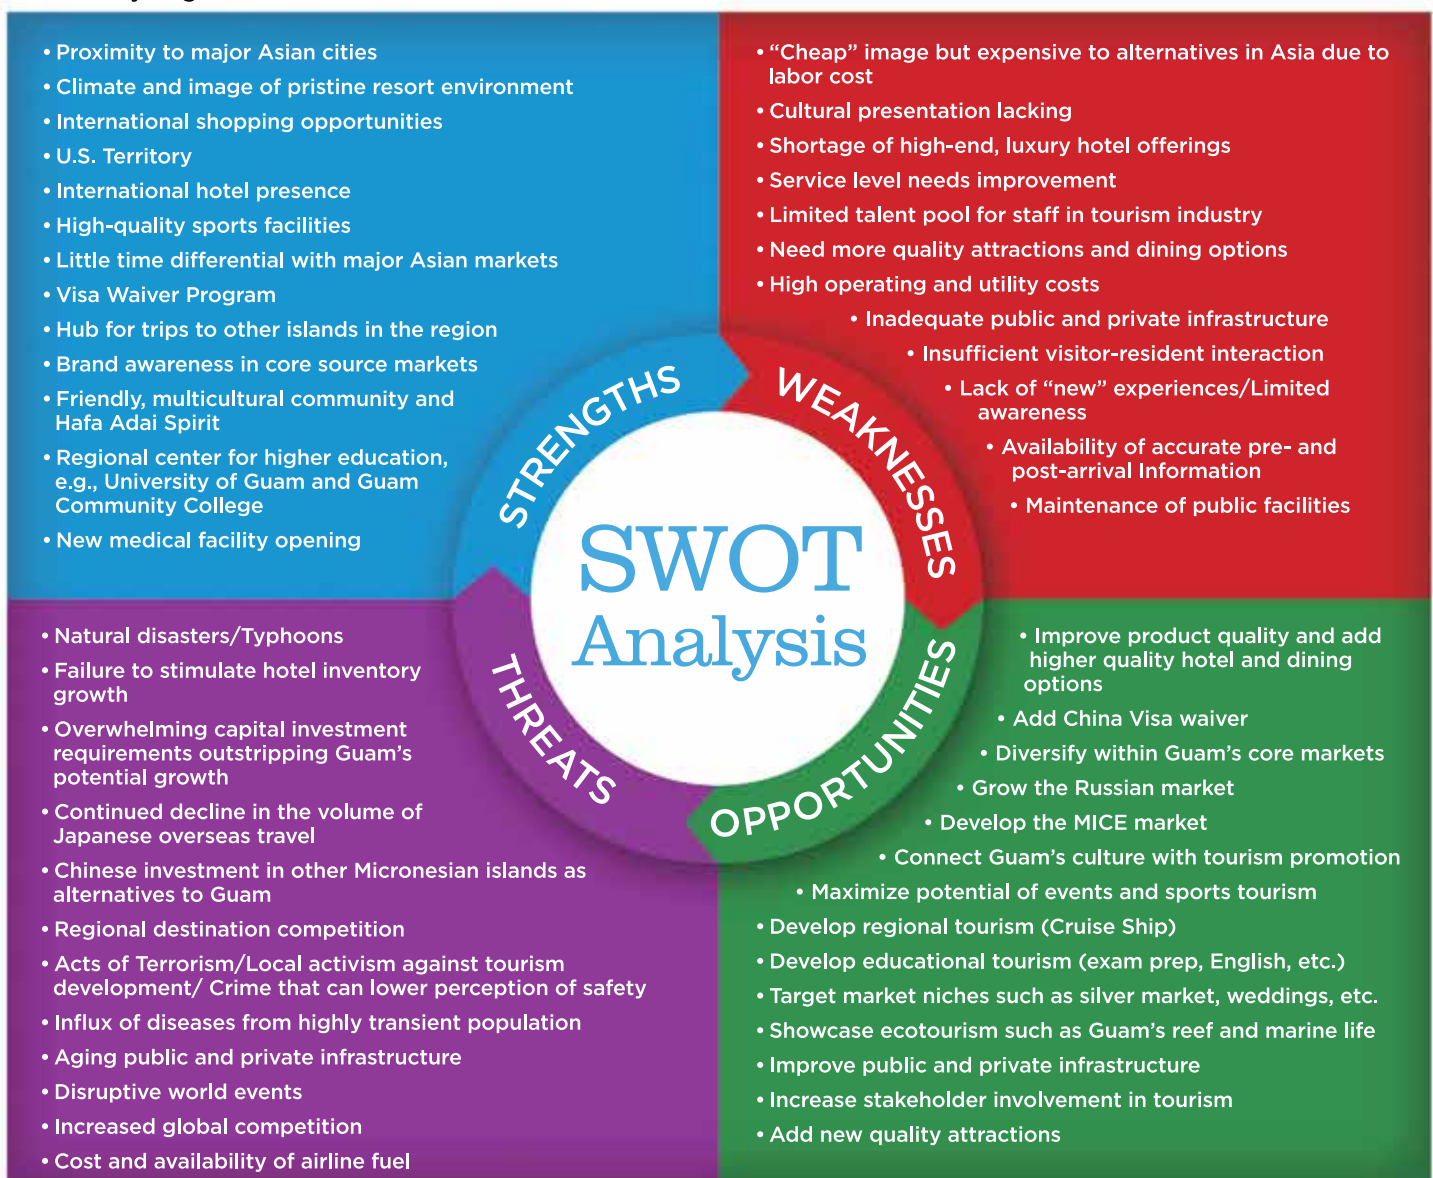 • Proximity to major Asian cities
• Climate and image of pristine resort environment
• International shopping opportunities
• U.S. Territory
• International hotel presence
• High-quality sports facilities
• Little time differential with major Asian markets
• Visa Waiver Program
• Hub for trips to other islands in the region
• Brand awareness in core source markets
• Friendly, multicultural community and
Hafa Adai Spirit
• Regional center for higher education,
e.g., University of Guam and Guam
Community College
• New medical facility opening
• “Cheap” image but expensive to alternatives in Asia due to
labor cost
• Cultural presentation lacking
• Shortage of high-end, luxury hotel offerings
• Service level needs improvement
• Limited talent pool for staff in tourism industry
• Need more quality attractions and dining options
• High operating and utility costs
• Inadequate public and private infrastructure
• Insufficient visitor-resident interaction
• Lack of “new” experiences/Limited
awareness
• Availability of accurate pre- and
post-arrival Information
• Maintenance of public facilities
STRENGTHS
WEAKNESSES
SWOT
Analysis
THREATS
OPPORTUNITIES
• Natural disasters/Typhoons
• Failure to stimulate hotel inventory
growth
• Overwhelming capital investment
requirements outstripping Guam’s
potential growth
• Continued decline in the volume of
Japanese overseas travel
• Chinese investment in other Micronesian islands as
alternatives to Guam
• Regional destination competition
• Acts of Terrorism/Local activism against tourism
development/ Crime that can lower perception of safety
• Influx of diseases from highly transient population
• Aging public and private infrastructure
• Disruptive world events
• Increased global competition
• Cost and availability of airline fuel
• Improve product quality and add
higher quality hotel and dining
options
• Add China Visa waiver
• Diversify within Guam’s core markets
• Grow the Russian market
• Develop the MICE market
• Connect Guam’s culture with tourism promotion
• Maximize potential of events and sports tourism
• Develop regional tourism (Cruise Ship)
• Develop educational tourism (exam prep, English, etc.)
• Target market niches such as silver market, weddings, etc.
• Showcase ecotourism such as Guam’s reef and marine life
• Improve public and private infrastructure
• Increase stakeholder involvement in tourism
• Add new quality attractions